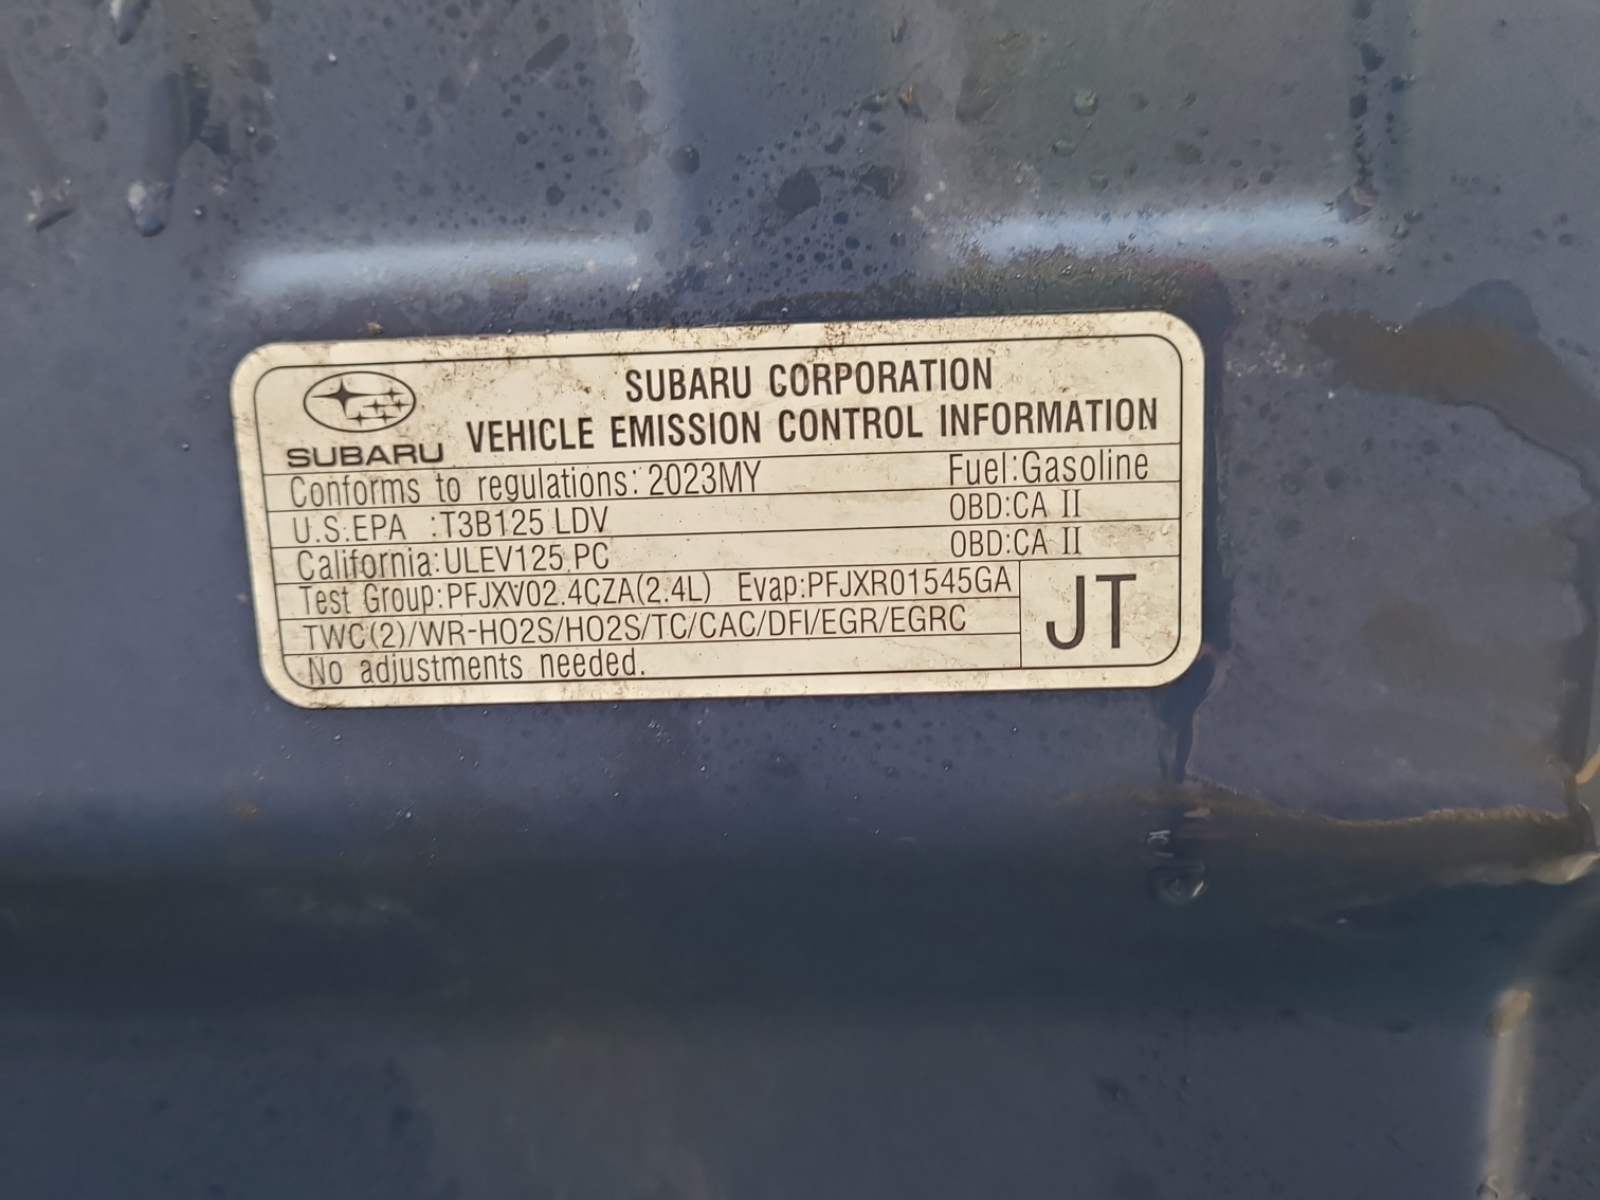 SUBARU CORPORATION
SUBARU VEHICLE EMISSION CONTROL INFORMATION
Conforms to regulations: 2023MY Fuel:Gasoline
U.S.EPA :T3B125 LDV OBD:CA II
California:ULEV125 PC OBD:CA II
Test Group:PFJXV02.4CZA(2.4L) Evap:PFJXR01545GA
TWC(2)/WR-HO2S/HO2S/TC/CAC/DFI/EGR/EGRC JT
No adjustments needed.